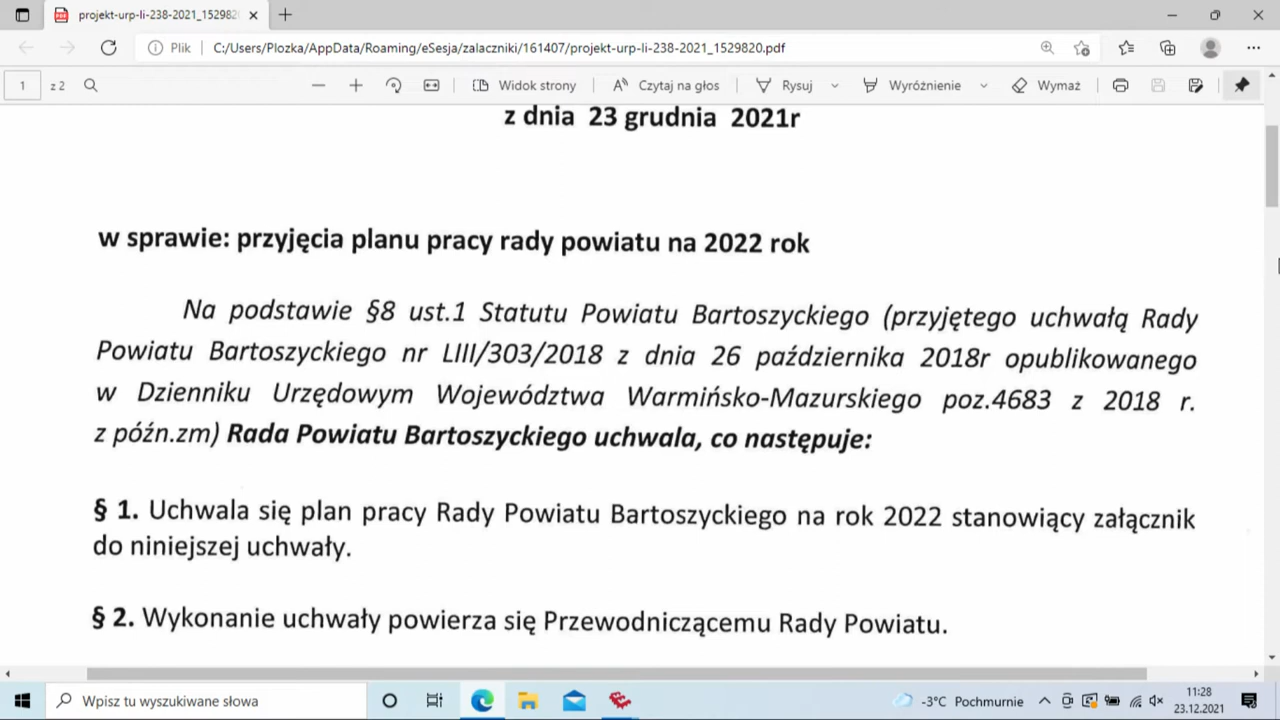 projekt-urp-li-238-2021_152982
Plik
C:/Users/Plozka/AppData/Roaming/eSesja/zalaczniki/161407/projekt-urp-li-238-2021_1529820.pdf
1 z 2 Widok strony Czytaj na głos Rysuj Wyróżnienie Wymaż
z dnia 23 grudnia 2021r
w sprawie: przyjęcia planu pracy rady powiatu na 2022 rok
Na podstawie §8 ust.1 Statutu Powiatu Bartoszyckiego (przyjętego uchwałą Rady
Powiatu Bartoszyckiego nr LIII/303/2018 z dnia 26 października 2018r opublikowanego
w Dzienniku Urzędowym Województwa Warmińsko-Mazurskiego poz.4683 z 2018 r.
z późn.zm) Rada Powiatu Bartoszyckiego uchwala, co następuje:
§ 1. Uchwala się plan pracy Rady Powiatu Bartoszyckiego na rok 2022 stanowiący załącznik
do niniejszej uchwały.
§ 2. Wykonanie uchwały powierza się Przewodniczącemu Rady Powiatu.
Wpisz tu wyszukiwane słowa
-3°C Pochmurnie
11:28
23.12.2021